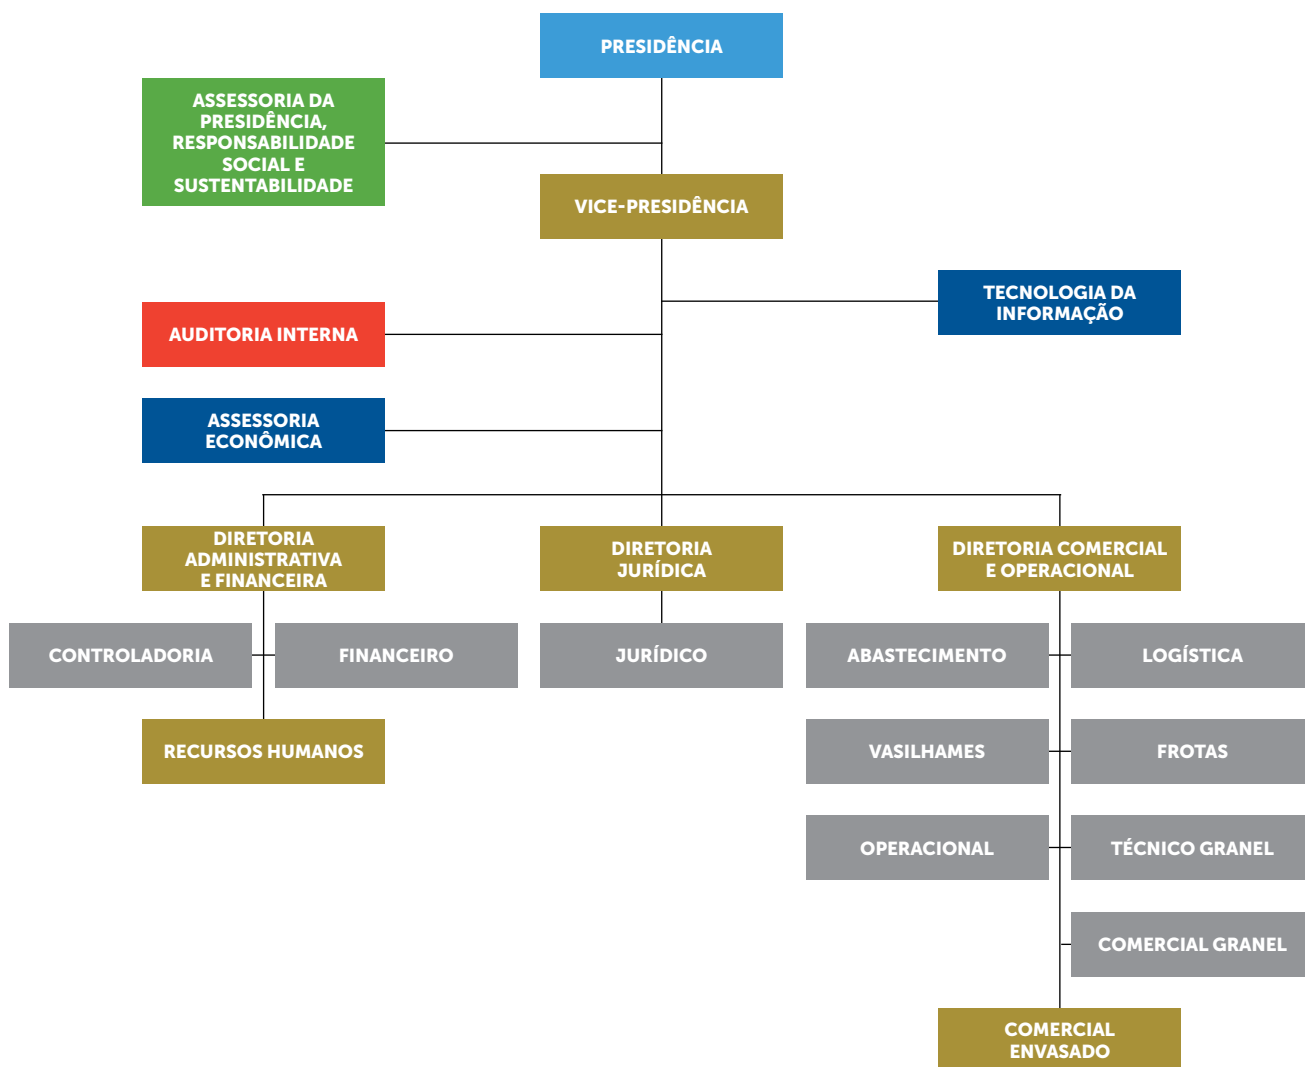 PRESIDÊNCIA
ASSESSORIA DA
PRESIDÊNCIA,
RESPONSABILIDADE
SOCIAL E
SUSTENTABILIDADE
VICE-PRESIDÊNCIA
TECNOLOGIA DA
INFORMAÇÃO
AUDITORIA INTERNA
ASSESSORIA
ECONÔMICA
DIRETORIA
ADMINISTRATIVA
E FINANCEIRA
DIRETORIA
JURÍDICA
DIRETORIA COMERCIAL
E OPERACIONAL
CONTROLADORIA
FINANCEIRO
JURÍDICO
ABASTECIMENTO
LOGÍSTICA
RECURSOS HUMANOS
VASILHAMES
FROTAS
OPERACIONAL
TÉCNICO GRANEL
COMERCIAL GRANEL
COMERCIAL
ENVASADO